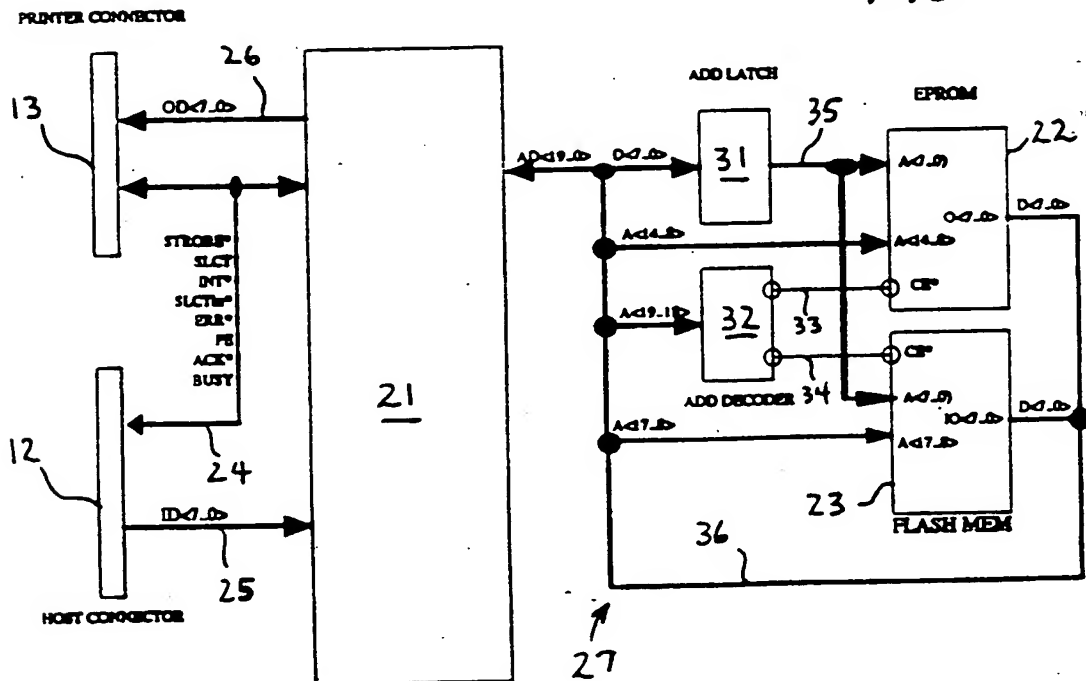 PRINTER CONNECTOR
26
OD<7..0>
13
STROBE*
SLCT
INT*
SLCTin*
ERR*
PE
ACK*
BUSY
12
24
ID<7..0>
25
HOST CONNECTOR
21
AD<19..0>
D<7..0>
ADD LATCH
31
35
EPROM
22
A<7..0>
O<7..0>
D<7..0>
A<14..8>
A<14..8>
CE*
33
A<19..18>
32
CE*
34
ADD DECODER
A<7..0>
IO<7..0>
D<7..0>
A<17..8>
A<17..8>
23
FLASH MEM
36
27